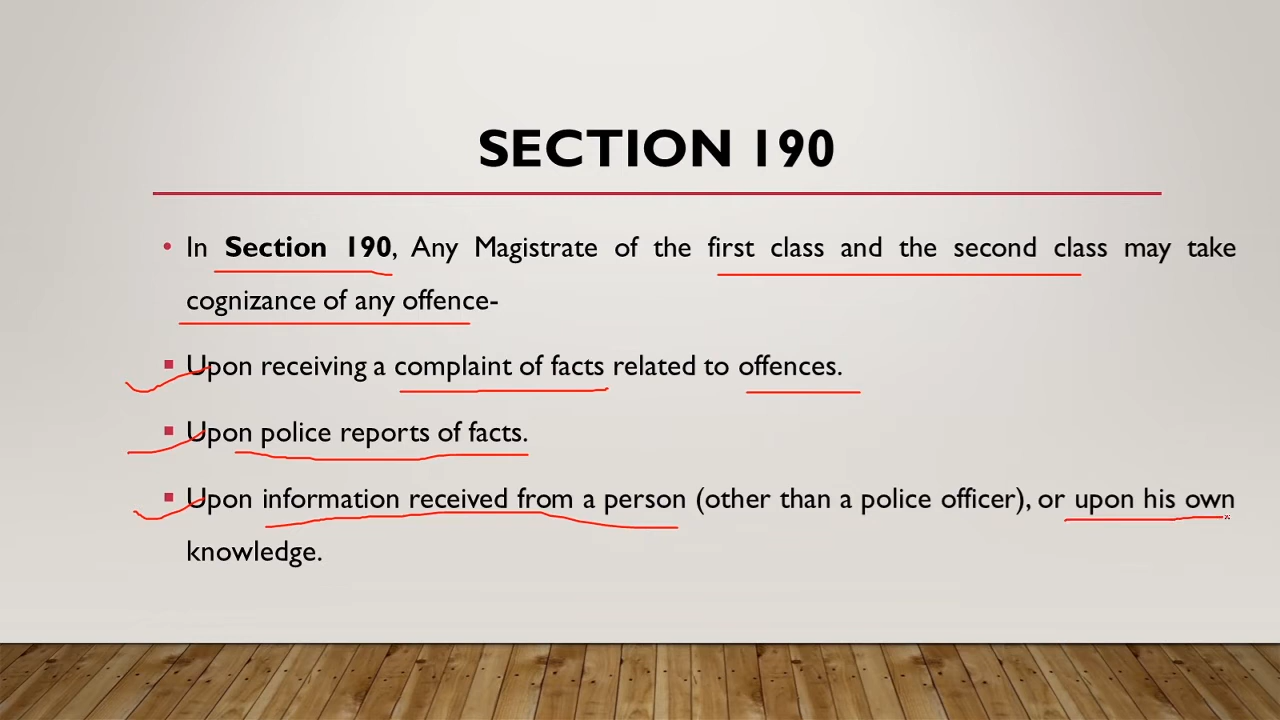 SECTION 190
• In Section 190, Any Magistrate of the first class and the second class may take
cognizance of any offence-
▪ Upon receiving a complaint of facts related to offences.
▪ Upon police reports of facts.
▪ Upon information received from a person (other than a police officer), or upon his own
knowledge.